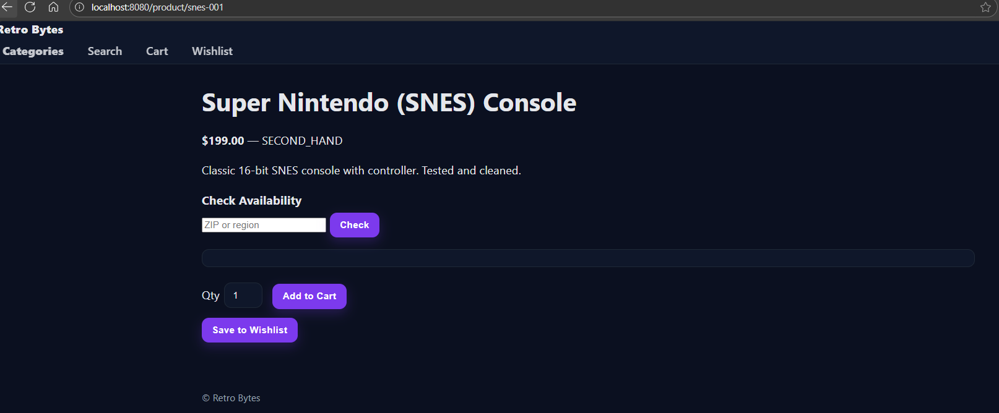 localhost:8080/product/snes-001
Retro Bytes
Categories Search Cart Wishlist
Super Nintendo (SNES) Console
$199.00 — SECOND_HAND
Classic 16-bit SNES console with controller. Tested and cleaned.
Check Availability
ZIP or region Check
Qty 1 Add to Cart
Save to Wishlist
© Retro Bytes